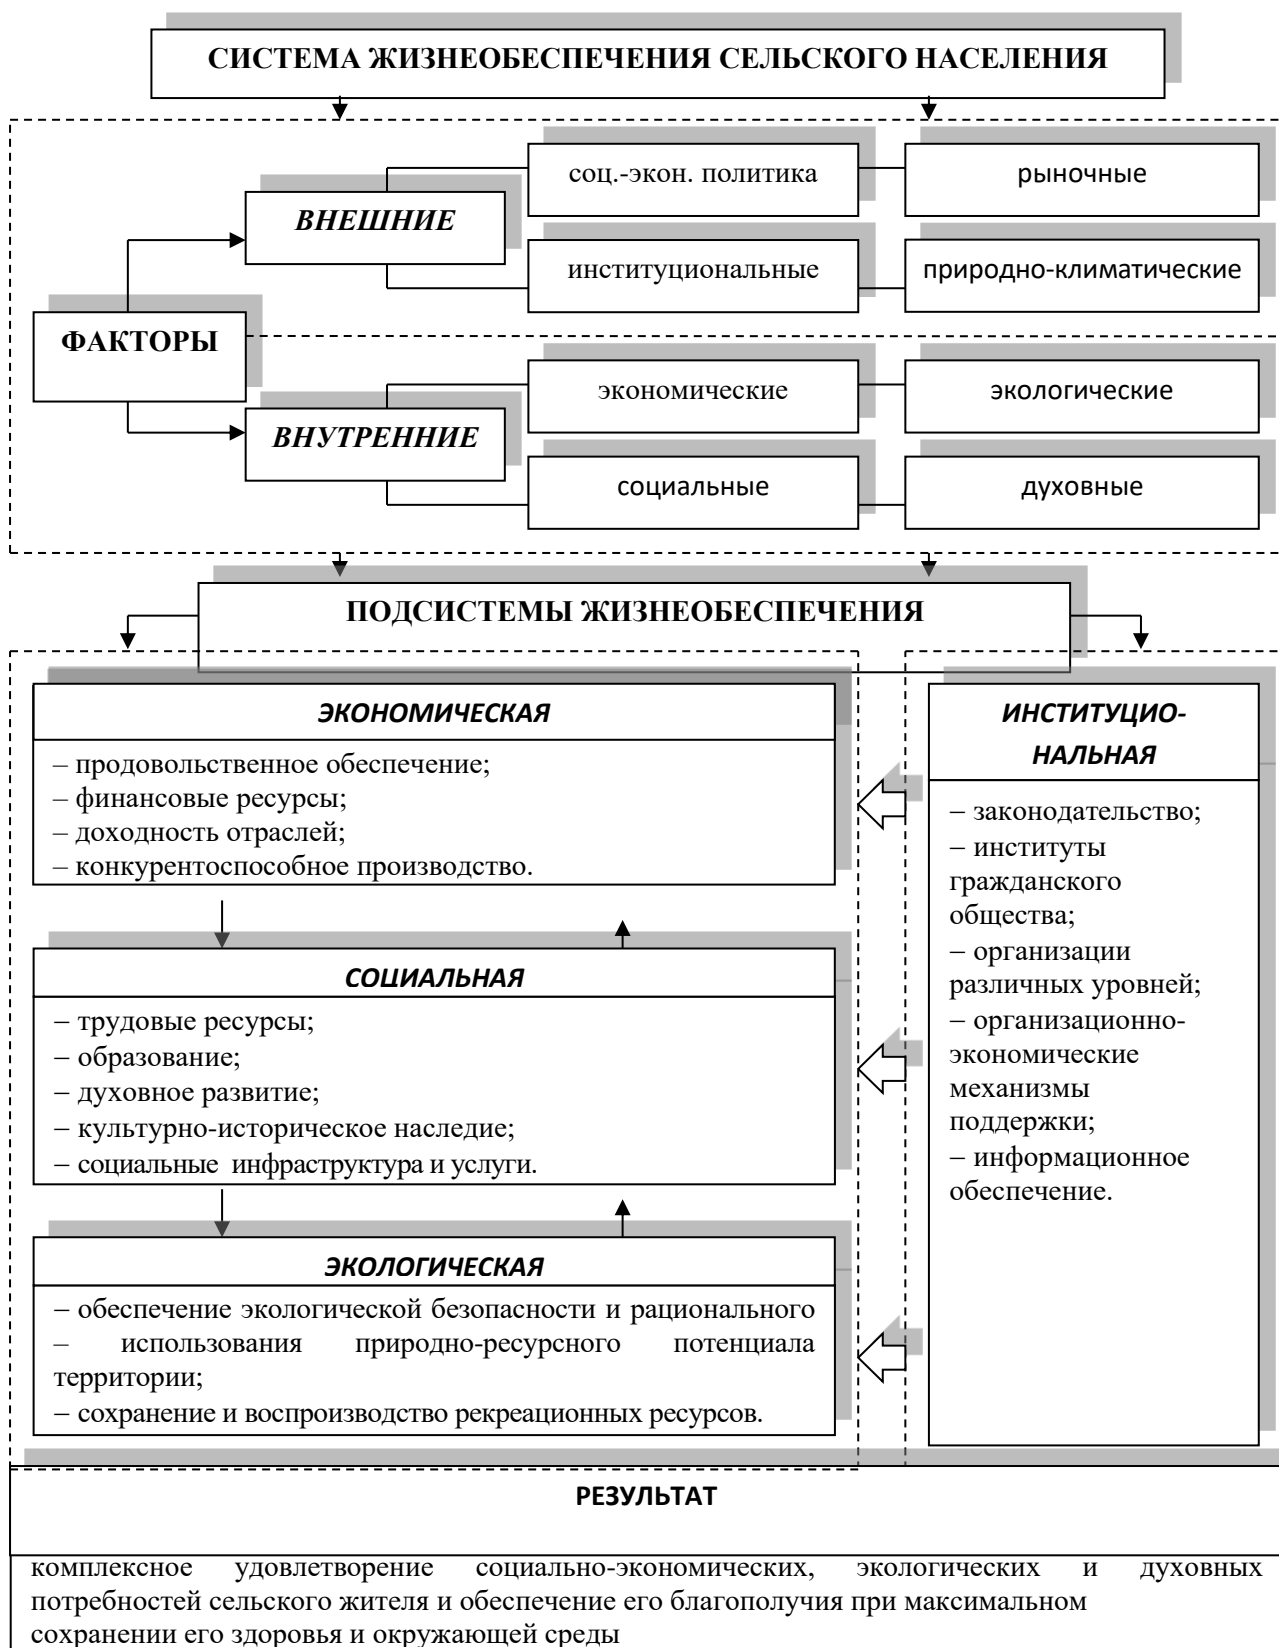 СИСТЕМА ЖИЗНЕОБЕСПЕЧЕНИЯ СЕЛЬСКОГО НАСЕЛЕНИЯ
соц.-экон. политика
рыночные
ВНЕШНИЕ
институциональные
природно-климатические
ФАКТОРЫ
экономические
экологические
ВНУТРЕННИЕ
социальные
духовные
ПОДСИСТЕМЫ ЖИЗНЕОБЕСПЕЧЕНИЯ
ЭКОНОМИЧЕСКАЯ
– продовольственное обеспечение;
– финансовые ресурсы;
– доходность отраслей;
– конкурентоспособное производство.
СОЦИАЛЬНАЯ
– трудовые ресурсы;
– образование;
– духовное развитие;
– культурно-историческое наследие;
– социальные инфраструктура и услуги.
ЭКОЛОГИЧЕСКАЯ
– обеспечение экологической безопасности и рационального
– использования природно-ресурсного потенциала
территории;
– сохранение и воспроизводство рекреационных ресурсов.
ИНСТИТУЦИО-
НАЛЬНАЯ
– законодательство;
– институты
гражданского
общества;
– организации
различных уровней;
– организационно-
экономические
механизмы
поддержки;
– информационное
обеспечение.
РЕЗУЛЬТАТ
комплексное удовлетворение социально-экономических, экологических и духовных
потребностей сельского жителя и обеспечение его благополучия при максимальном
сохранении его здоровья и окружающей среды